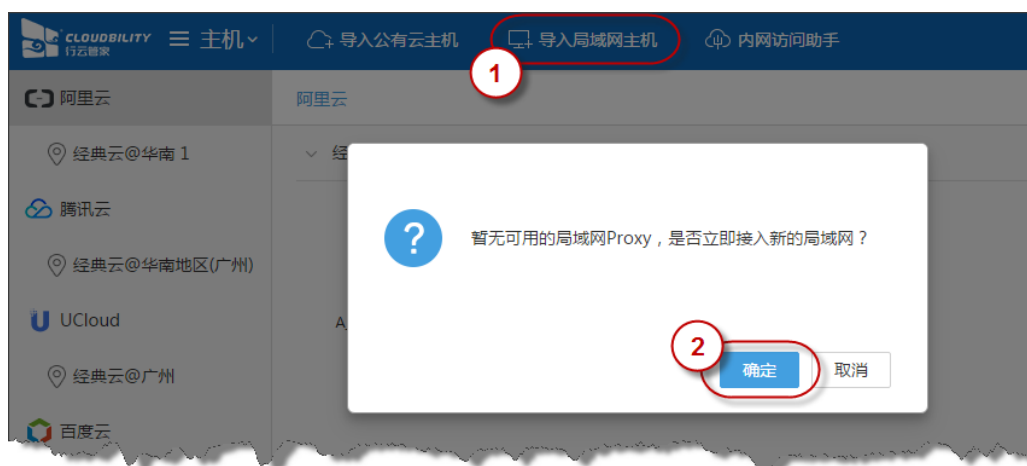 CLOUDBILITY
行云管家
主机
导入公有云主机
导入局域网主机
内网访问助手
1
阿里云
阿里云
经典云@华南 1
经
腾讯云
?
暂无可用的局域网Proxy，是否立即接入新的局域网？
经典云@华南地区(广州)
UCloud
A
2
确定
取消
经典云@广州
百度云